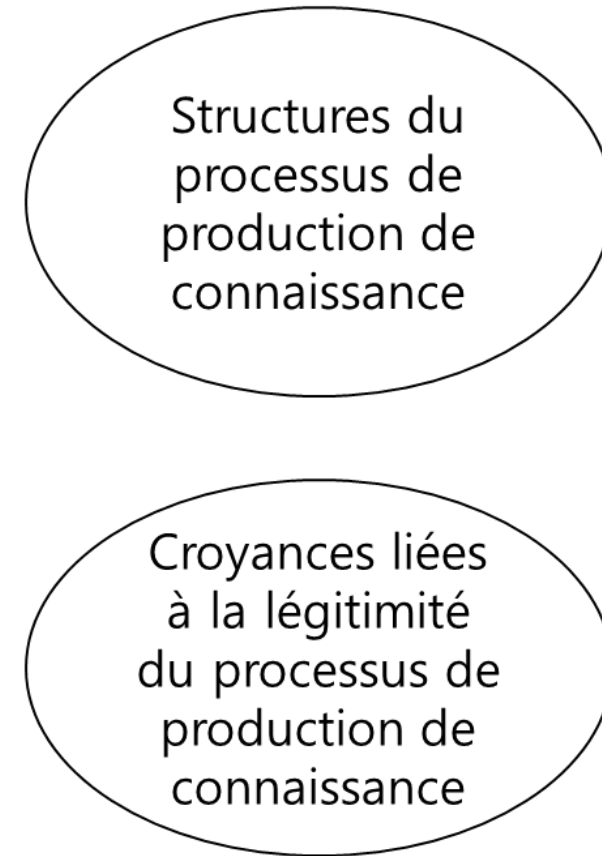 Structures du
processus de
production de
connaissance
Croyances liées
à la légitimité
du processus de
production de
connaissance